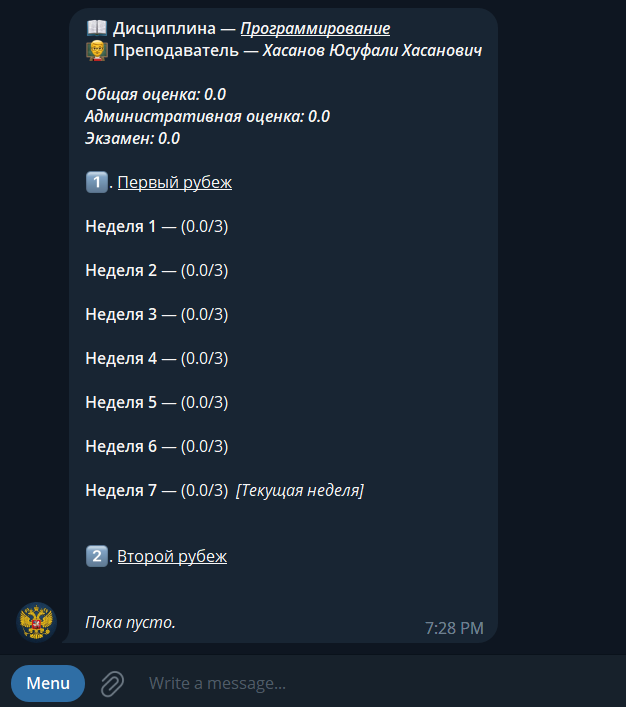 📖 Дисциплина — Программирование
👨‍🏫 Преподаватель — Хасанов Юсуфали Хасанович
Общая оценка: 0.0
Административная оценка: 0.0
Экзамен: 0.0
1️⃣. Первый рубеж
Неделя 1 — (0.0/3)
Неделя 2 — (0.0/3)
Неделя 3 — (0.0/3)
Неделя 4 — (0.0/3)
Неделя 5 — (0.0/3)
Неделя 6 — (0.0/3)
Неделя 7 — (0.0/3) [Текущая неделя]
2️⃣. Второй рубеж
Пока пусто.
7:28 PM
Menu
Write a message...